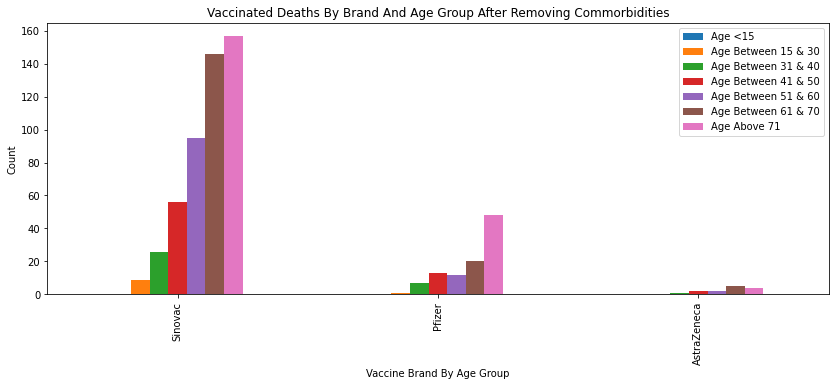 Vaccinated Deaths By Brand And Age Group After Removing Commorbidities
160
140
120
100
80
60
40
20
0
Count
Age <15
Age Between 15 & 30
Age Between 31 & 40
Age Between 41 & 50
Age Between 51 & 60
Age Between 61 & 70
Age Above 71
Sinovac
Pfizer
AstraZeneca
Vaccine Brand By Age Group